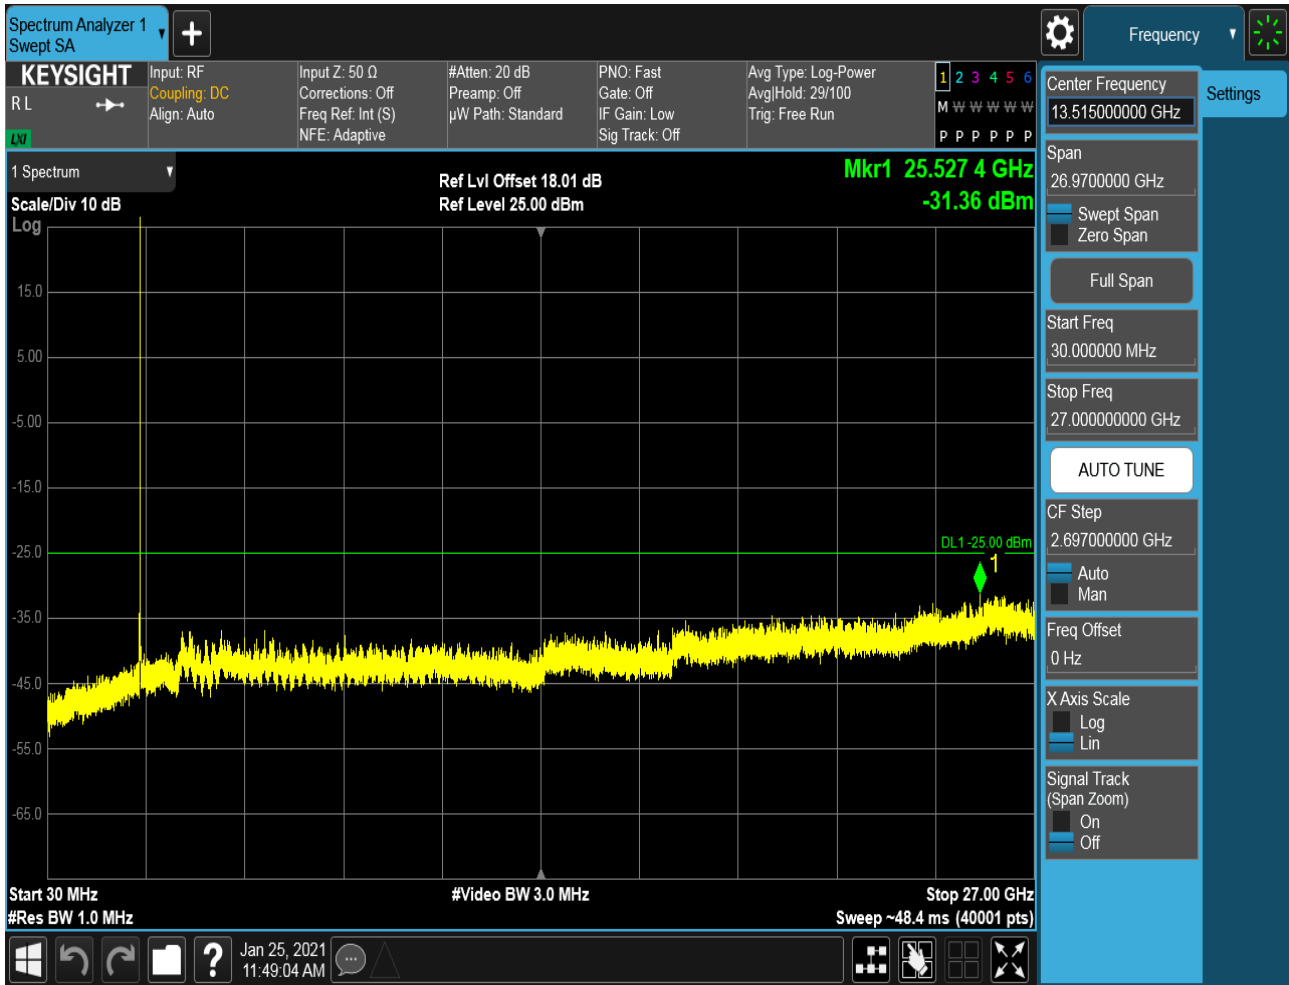 Spectrum Analyzer 1
Swept SA
Frequency
KEYSIGHT
R L
LXI
Input: RF
Coupling: DC
Align: Auto
Input Z: 50 Ω
Corrections: Off
Freq Ref: Int (S)
NFE: Adaptive
#Atten: 20 dB
Preamp: Off
µW Path: Standard
PNO: Fast
Gate: Off
IF Gain: Low
Sig Track: Off
Avg Type: Log-Power
Avg|Hold: 29/100
Trig: Free Run
1 2 3 4 5 6
M W W W W W
P P P P P P
Center Frequency
13.515000000 GHz
Settings
Span
26.9700000 GHz
Swept Span
Zero Span
Full Span
Start Freq
30.000000 MHz
Stop Freq
27.000000000 GHz
AUTO TUNE
CF Step
2.697000000 GHz
Auto
Man
Freq Offset
0 Hz
X Axis Scale
Log
Lin
Signal Track
(Span Zoom)
On
Off
1 Spectrum
Scale/Div 10 dB
Log
Ref Lvl Offset 18.01 dB
Ref Level 25.00 dBm
Mkr1 25.527 4 GHz
-31.36 dBm
15.0
5.00
-5.00
-15.0
-25.0
-35.0
-45.0
-55.0
-65.0
DL1 -25.00 dBm
1
Start 30 MHz
#Res BW 1.0 MHz
#Video BW 3.0 MHz
Stop 27.00 GHz
Sweep ~48.4 ms (40001 pts)
?
Jan 25, 2021
11:49:04 AM